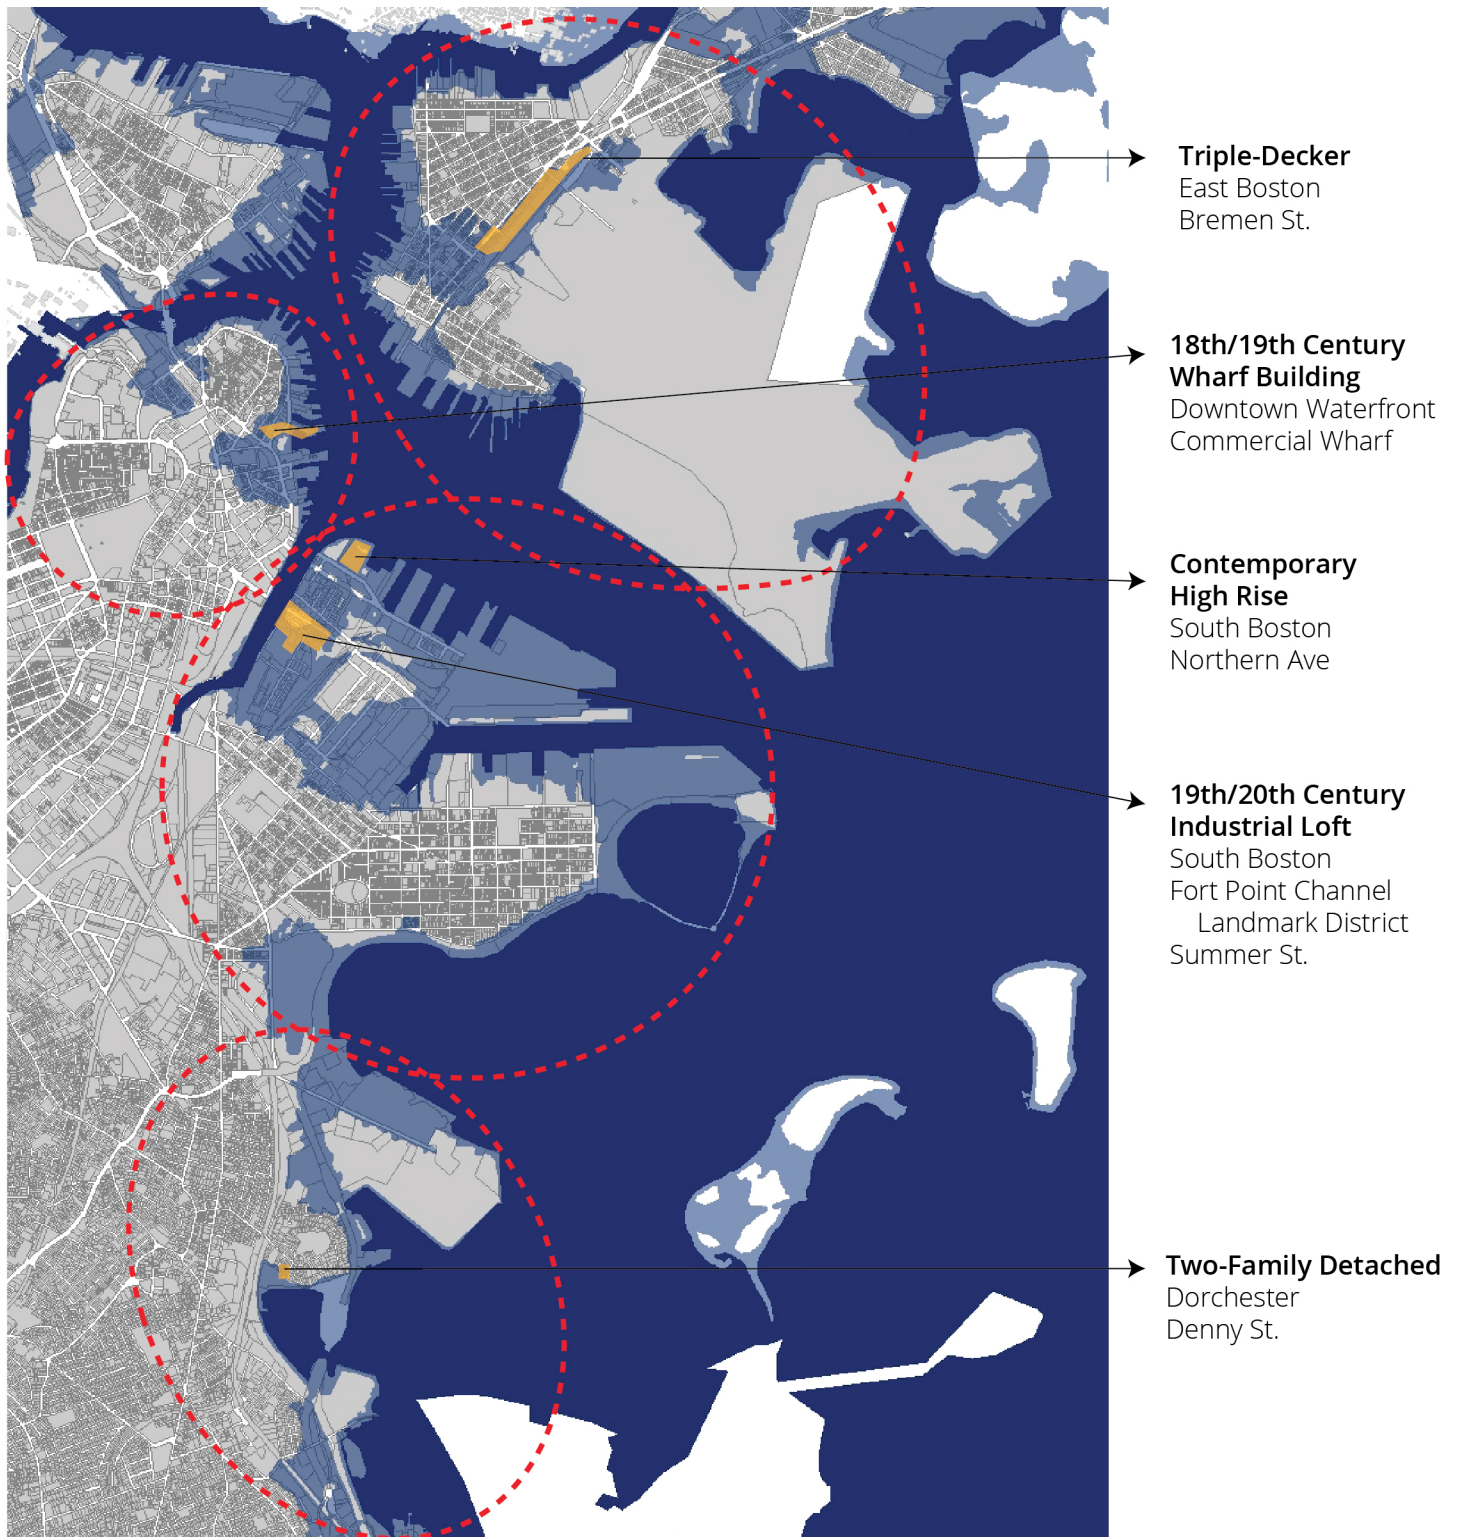 Triple-Decker
East Boston
Bremen St.
18th/19th Century
Wharf Building
Downtown Waterfront
Commercial Wharf
Contemporary
High Rise
South Boston
Northern Ave
19th/20th Century
Industrial Loft
South Boston
Fort Point Channel
Landmark District
Summer St.
Two-Family Detached
Dorchester
Denny St.